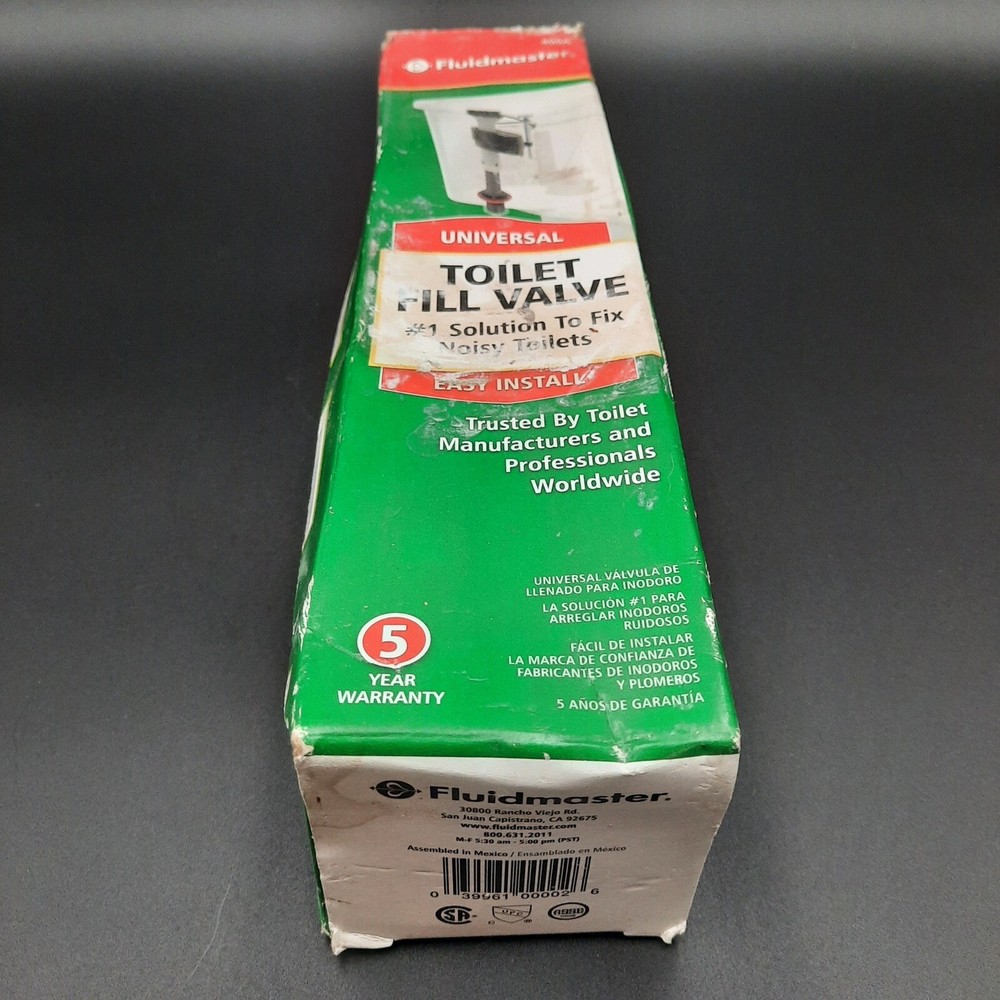 Fluidmaster.
UNIVERSAL
TOILET
FILL VALVE
#1 Solution To Fix
Noisy Toilets
EASY INSTALL
Trusted By Toilet
Manufacturers and
Professionals
Worldwide
UNIVERSAL VÁLVULA DE
LLENADO PARA INODORO
LA SOLUCIÓN #1 PARA
ARREGLAR INODOROS
RUIDOSOS
FÁCIL DE INSTALAR
LA MARCA DE CONFIANZA DE
FABRICANTES DE INODOROS
Y PLOMEROS
5 AÑOS DE GARANTÍA
5
YEAR
WARRANTY
Fluidmaster.
30800 Rancho Viejo Rd.
San Juan Capistrano, CA 92675
www.fluidmaster.com
800.631.2011
M-F 5:30 am - 5:00 pm (PST)
Assembled in Mexico / Ensamblado en México
0 39961 00002 6
SA
UPC
ASSE